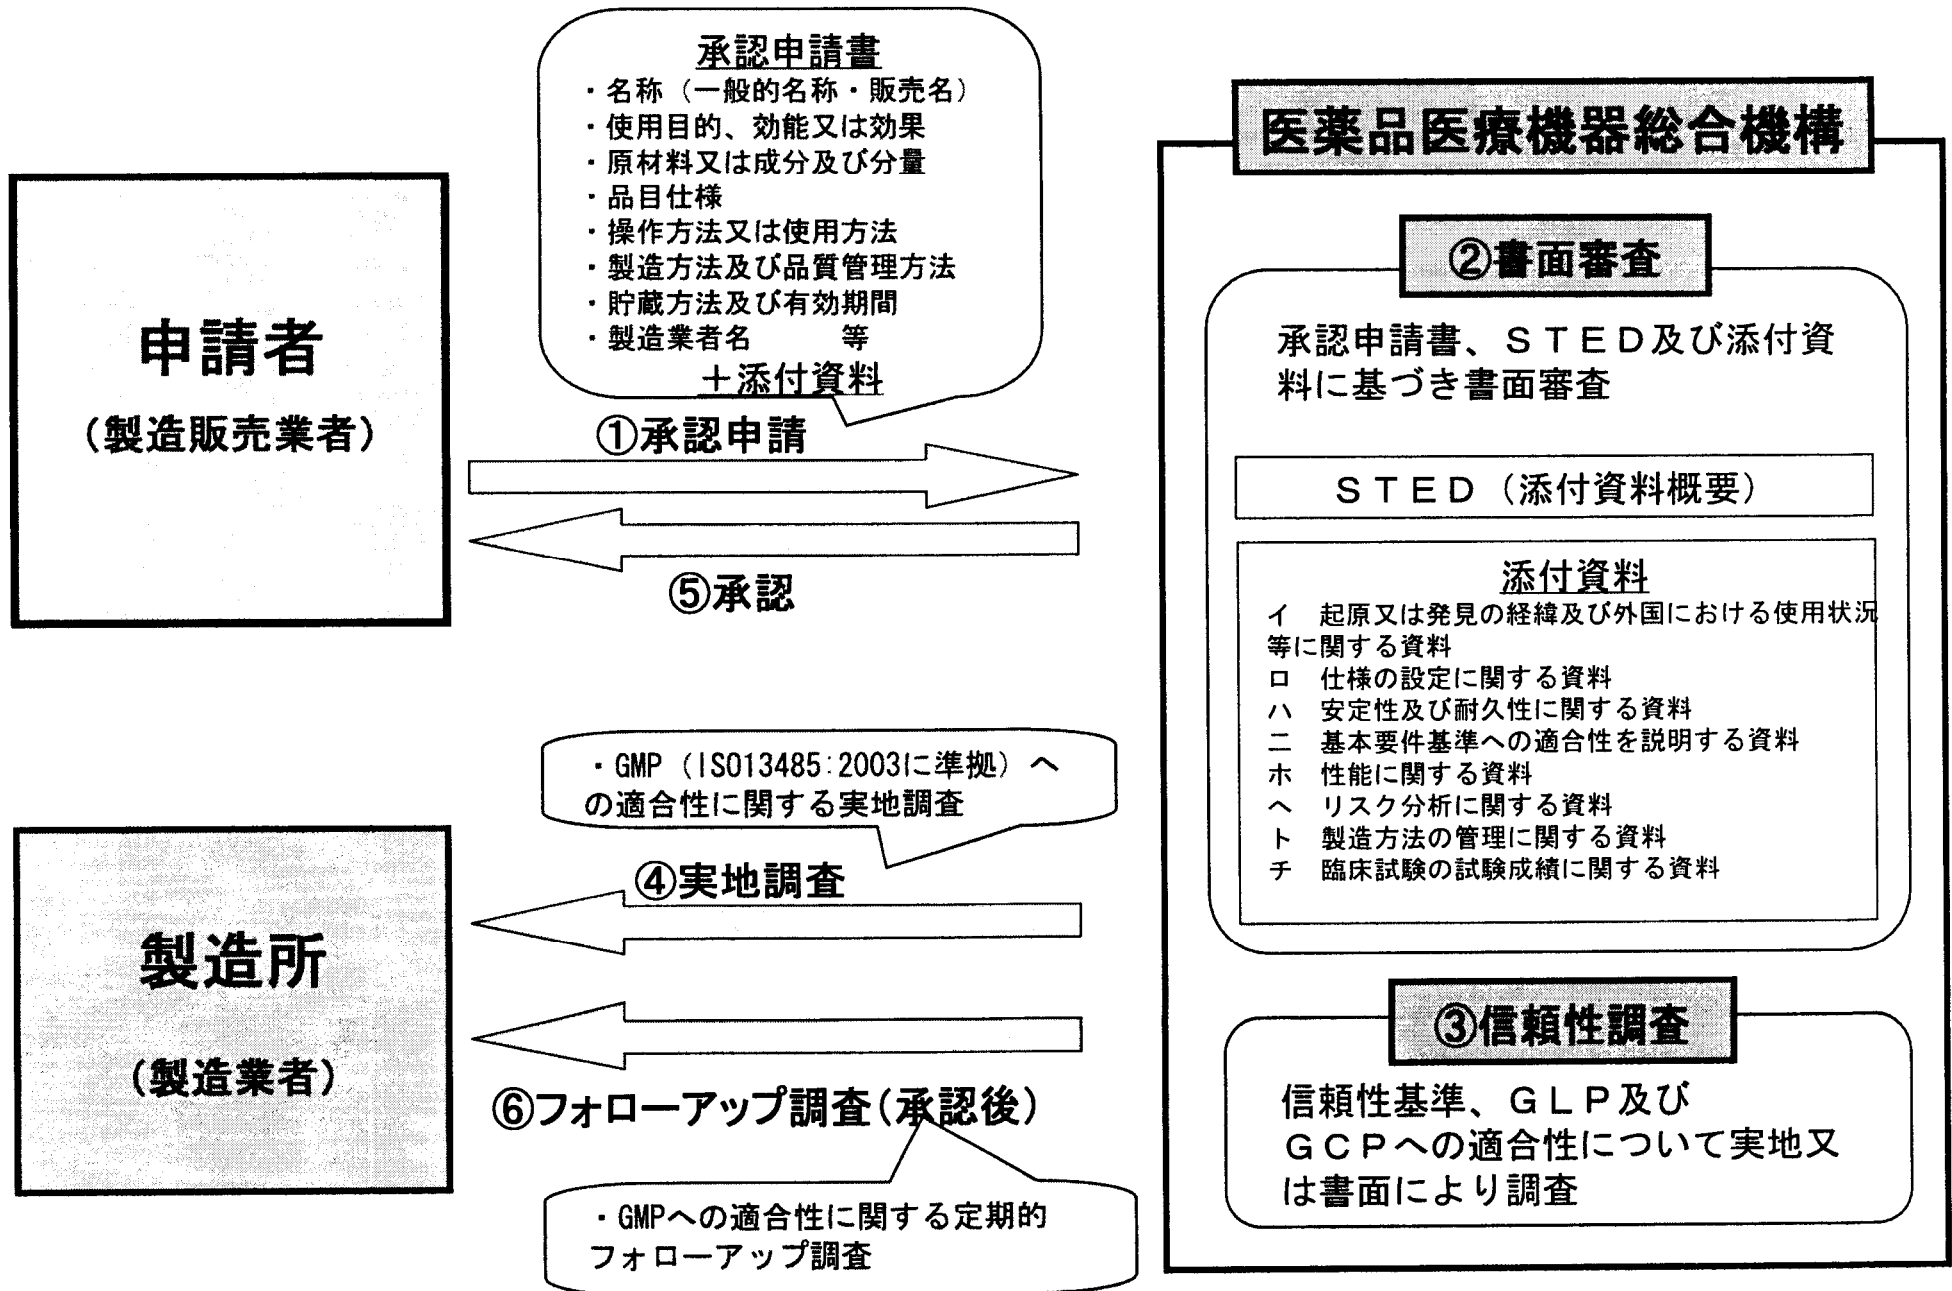 承認申請書
・名称（一般的名称・販売名）
・使用目的、効能又は効果
・原材料又は成分及び分量
・品目仕様
・操作方法又は使用方法
・製造方法及び品質管理方法
・貯蔵方法及び有効期間
・製造業者名　　　等
＋添付資料
申請者
（製造販売業者）
①承認申請
⑤承認
・GMP（ISO13485:2003に準拠）へ
の適合性に関する実地調査
④実地調査
製造所
（製造業者）
⑥フォローアップ調査（承認後）
・GMPへの適合性に関する定期的
フォローアップ調査
医薬品医療機器総合機構
②書面審査
承認申請書、ＳＴＥＤ及び添付資
料に基づき書面審査
ＳＴＥＤ（添付資料概要）
添付資料
イ　起原又は発見の経緯及び外国における使用状況
等に関する資料
ロ　仕様の設定に関する資料
ハ　安定性及び耐久性に関する資料
ニ　基本要件基準への適合性を説明する資料
ホ　性能に関する資料
ヘ　リスク分析に関する資料
ト　製造方法の管理に関する資料
チ　臨床試験の試験成績に関する資料
③信頼性調査
信頼性基準、ＧＬＰ及び
ＧＣＰへの適合性について実地又
は書面により調査